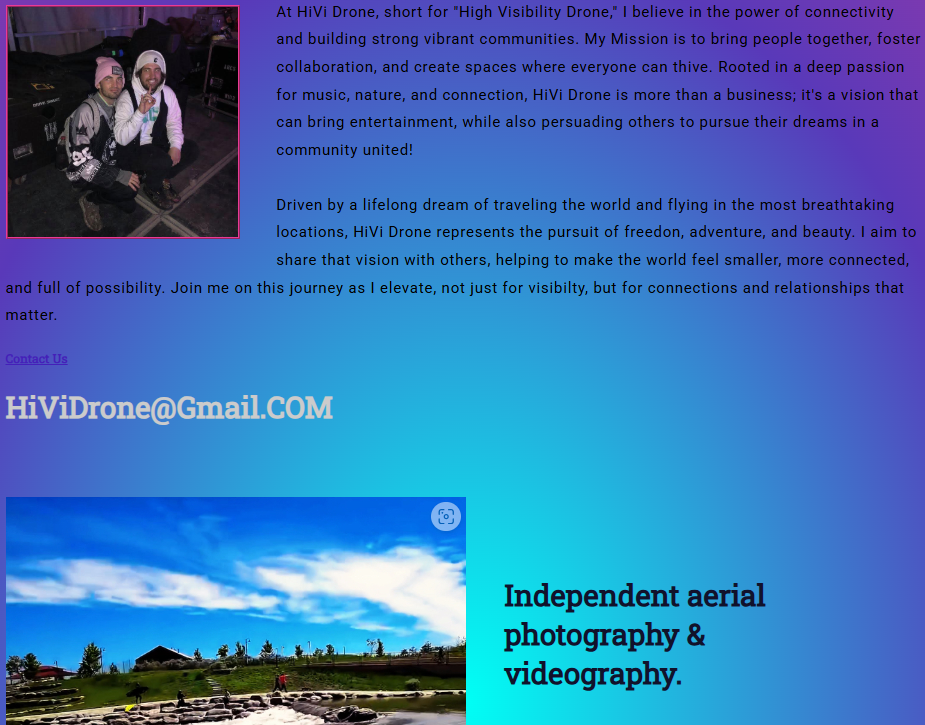 At HiVi Drone, short for "High Visibility Drone," I believe in the power of connectivity
and building strong vibrant communities. My Mission is to bring people together, foster
collaboration, and create spaces where everyone can thive. Rooted in a deep passion
for music, nature, and connection, HiVi Drone is more than a business; it's a vision that
can bring entertainment, while also persuading others to pursue their dreams in a
community united!
Driven by a lifelong dream of traveling the world and flying in the most breathtaking
locations, HiVi Drone represents the pursuit of freedon, adventure, and beauty. I aim to
share that vision with others, helping to make the world feel smaller, more connected,
and full of possibility. Join me on this journey as I elevate, not just for visibilty, but for connections and relationships that
matter.
Contact Us
HiViDrone@Gmail.COM
Independent aerial
photography &
videography.